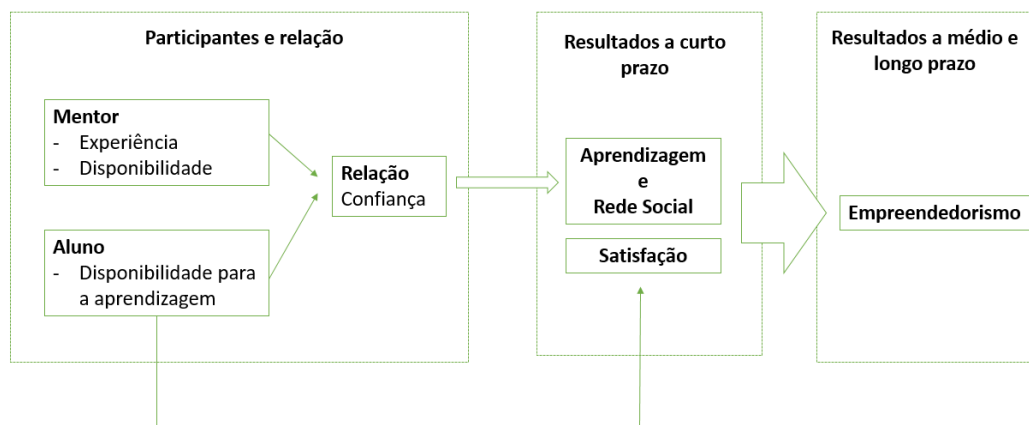 Participantes e relação
Mentor
- Experiência
- Disponibilidade
Aluno
- Disponibilidade para
a aprendizagem
Relação
Confiança
Resultados a curto
prazo
Aprendizagem
e
Rede Social
Satisfação
Resultados a médio e
longo prazo
Empreendedorismo